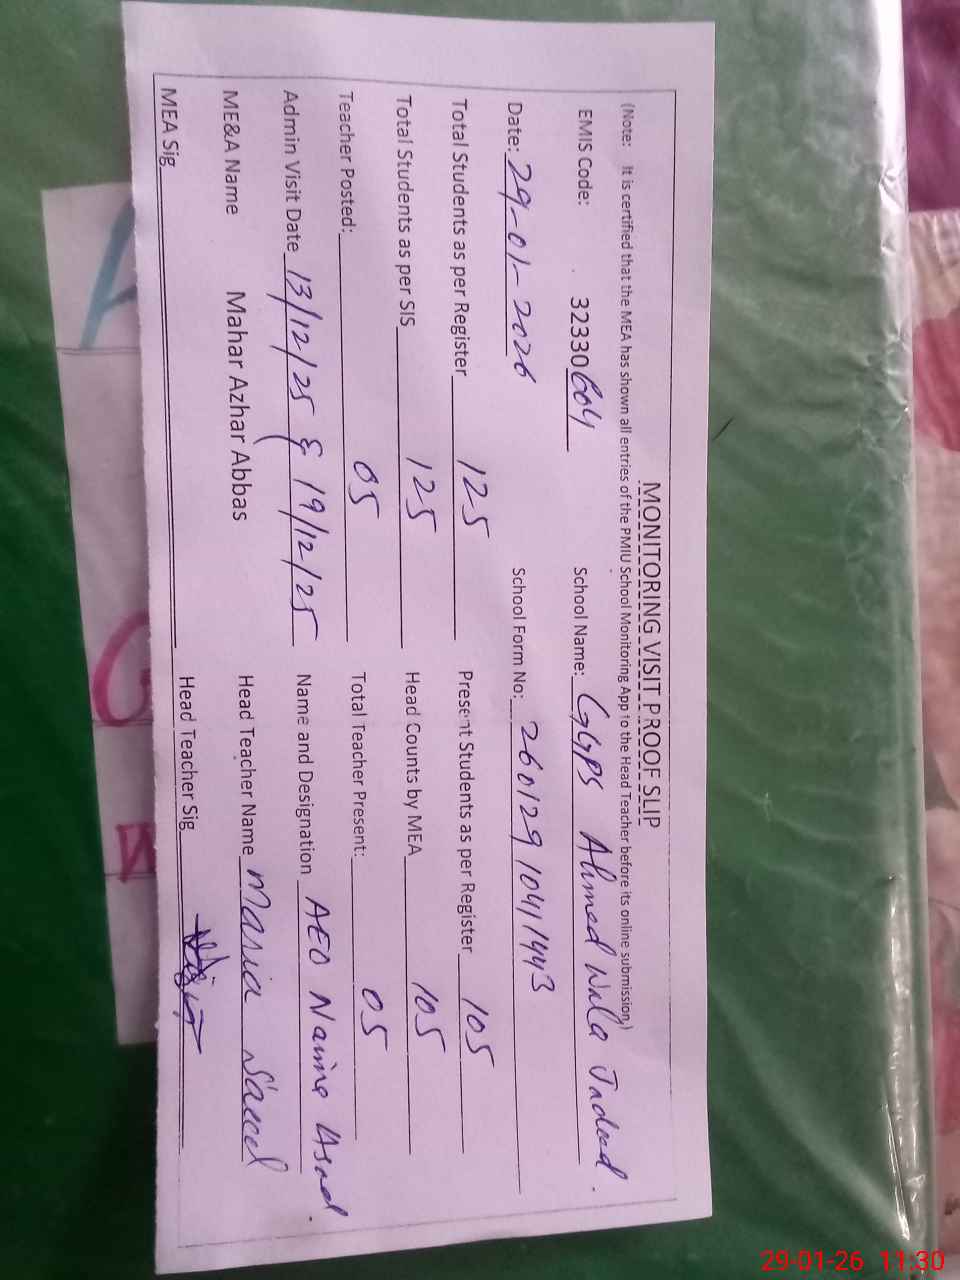 MONITORING VISIT PROOF SLIP
(Note: It is certified that the MEA has shown all entries of the PMIU School Monitoring App to the Head Teacher before its online submission,)
EMIS Code: 32330604 School Name: GGPS Ahmed Wala Jadeed.
Date: 29-01-2026 School Form No: 2601291041443
Total Students as per Register 125 Present Students as per Register 105
Total Students as per SIS 125 Head Counts by MEA 105
Teacher Posted: 05 Total Teacher Present: 05
Admin Visit Date 13/12/25 & 19/12/25 Name and Designation AEO Naima Asad.
ME&A Name Mahar Azhar Abbas Head Teacher Name Maria Saeed
MEA Sig Head Teacher Sig
29-01-26 11:30